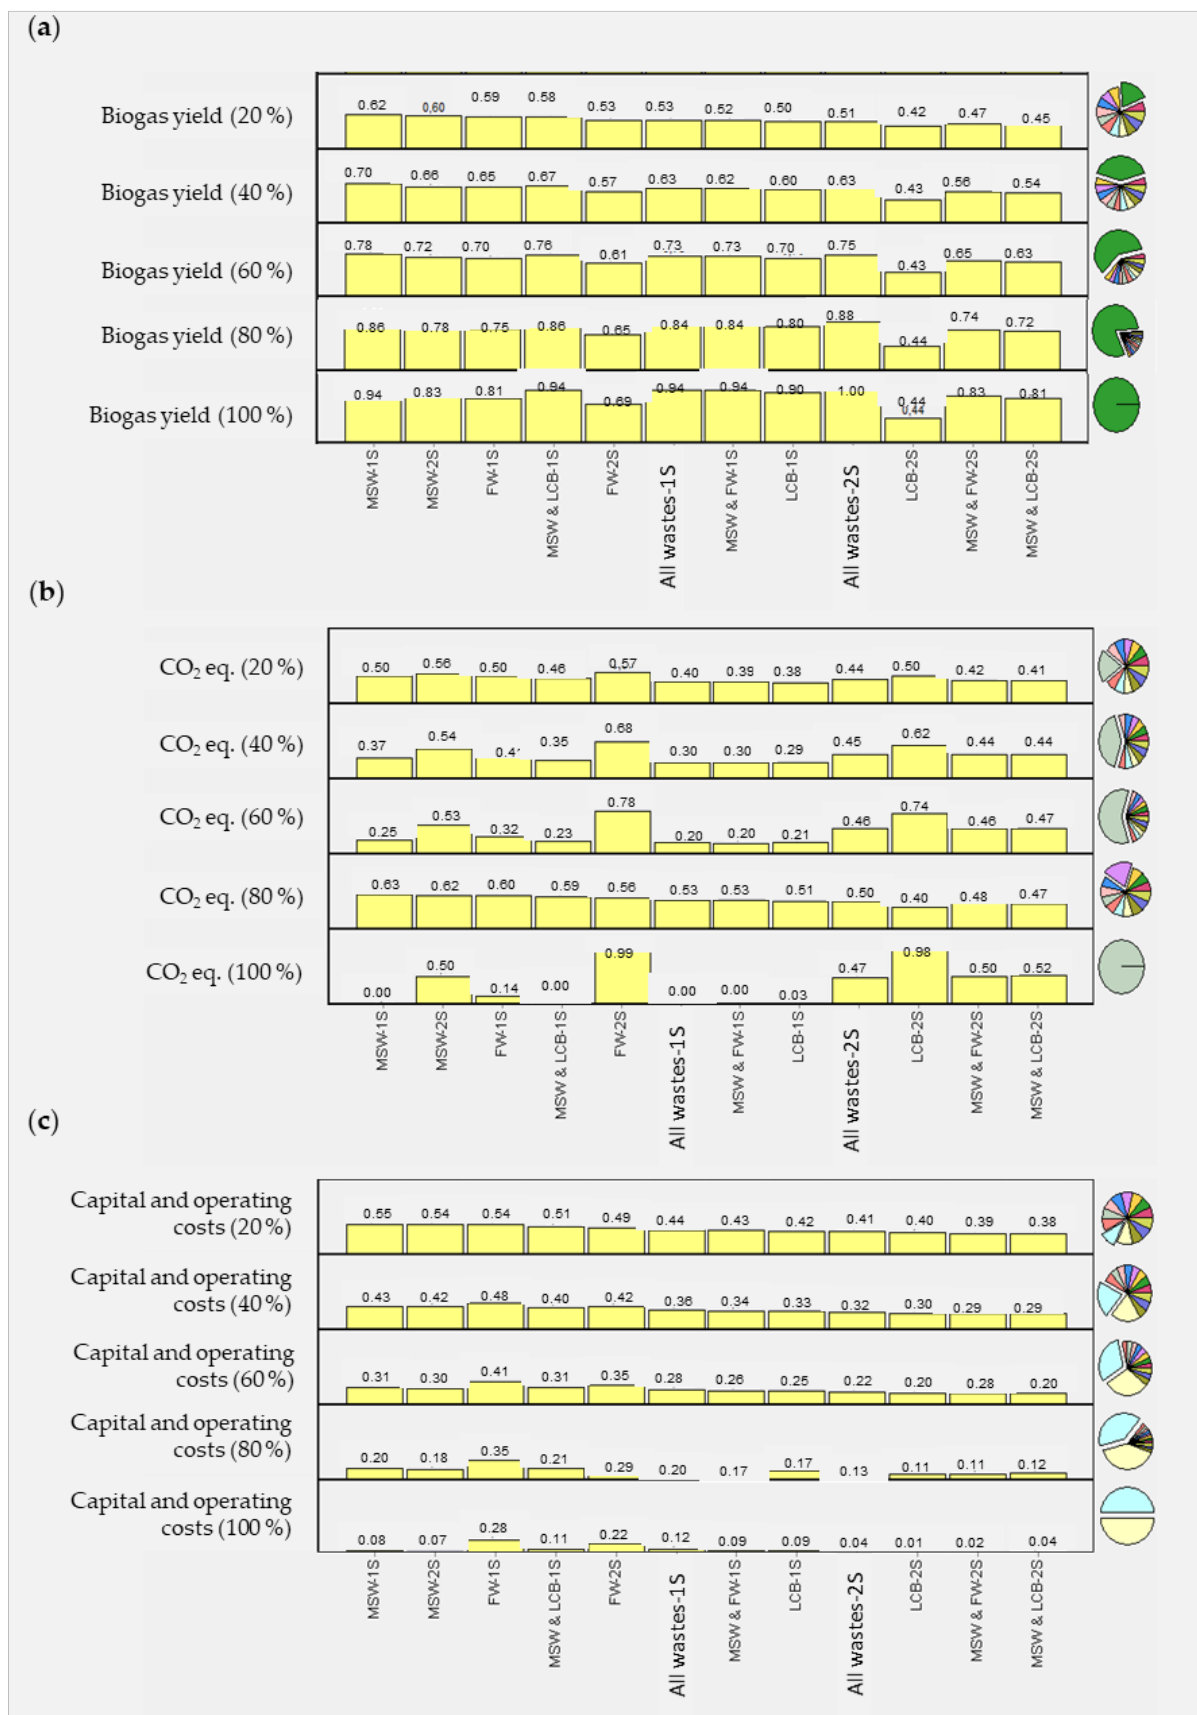 (a)
Biogas yield (20 %)
0.62 0,60 0.59 0.58 0.53 0.53 0.52 0.50 0.51 0.42 0.47 0.45
Biogas yield (40 %)
0.70 0.66 0.65 0.67 0.57 0.63 0.62 0.60 0.63 0.43 0.56 0.54
Biogas yield (60 %)
0.78 0.72 0.70 0.76 0.61 0.73 0.73 0.70 0.75 0.43 0.65 0.63
Biogas yield (80 %)
0.86 0.78 0.75 0.86 0.65 0.84 0.84 0.80 0.88 0.44 0.74 0.72
Biogas yield (100 %)
0.94 0.83 0.81 0.94 0.69 0.94 0.94 0.90 1.00 0.44 0.83 0.81
0,44
MSW-1S MSW-2S FW-1S MSW & LCB-1S FW-2S All wastes-1S MSW & FW-1S LCB-1S All wastes-2S LCB-2S MSW & FW-2S MSW & LCB-2S
(b)
CO2 eq. (20 %)
0.50 0.56 0.50 0.46 0.57 0.40 0.39 0.38 0.44 0.50 0.42 0.41
CO2 eq. (40 %)
0.37 0.54 0.4 0.35 0.68 0.30 0.30 0.29 0.45 0.62 0.44 0.44
CO2 eq. (60 %)
0.25 0.53 0.32 0.23 0.78 0.20 0.20 0.21 0.46 0.74 0.46 0.47
CO2 eq. (80 %)
0.63 0.62 0.60 0.59 0.56 0.53 0.53 0.51 0.50 0.40 0.48 0.47
CO2 eq. (100 %)
0.00 0.50 0.14 0.00 0.99 0.00 0.00 0.03 0.47 0.98 0.50 0.52
MSW-1S MSW-2S FW-1S MSW & LCB-1S FW-2S All wastes-1S MSW & FW-1S LCB-1S All wastes-2S LCB-2S MSW & FW-2S MSW & LCB-2S
(c)
Capital and operating
costs (20 %)
0.55 0.54 0.54 0.51 0.49 0.44 0.43 0.42 0.41 0.40 0.39 0.38
Capital and operating
costs (40 %)
0.43 0.42 0.48 0.40 0.42 0.36 0.34 0.33 0.32 0.30 0.29 0.29
Capital and operating
costs (60 %)
0.31 0.30 0.41 0.31 0.35 0.28 0.26 0.25 0.22 0.20 0.28 0.20
Capital and operating
costs (80 %)
0.20 0.18 0.35 0.21 0.29 0.20 0.17 0.17 0.13 0.11 0.11 0.12
Capital and operating
costs (100 %)
0.08 0.07 0.28 0.11 0.22 0.12 0.09 0.09 0.04 0.01 0.02 0.04
MSW-1S MSW-2S FW-1S MSW & LCB-1S FW-2S All wastes-1S MSW & FW-1S LCB-1S All wastes-2S LCB-2S MSW & FW-2S MSW & LCB-2S